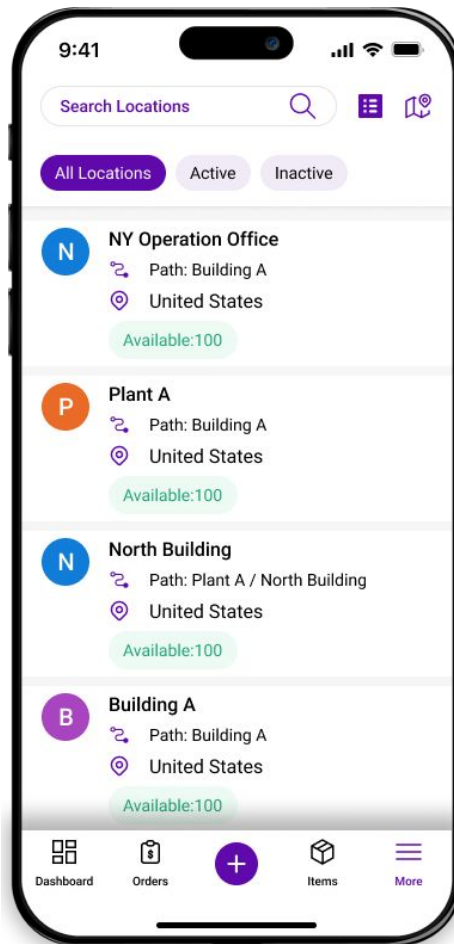 9:41
Search Locations
All Locations Active Inactive
N NY Operation Office
Path: Building A
United States
Available:100
P Plant A
Path: Building A
United States
Available:100
N North Building
Path: Plant A / North Building
United States
Available:100
B Building A
Path: Building A
United States
Available:100
Dashboard Orders Items More